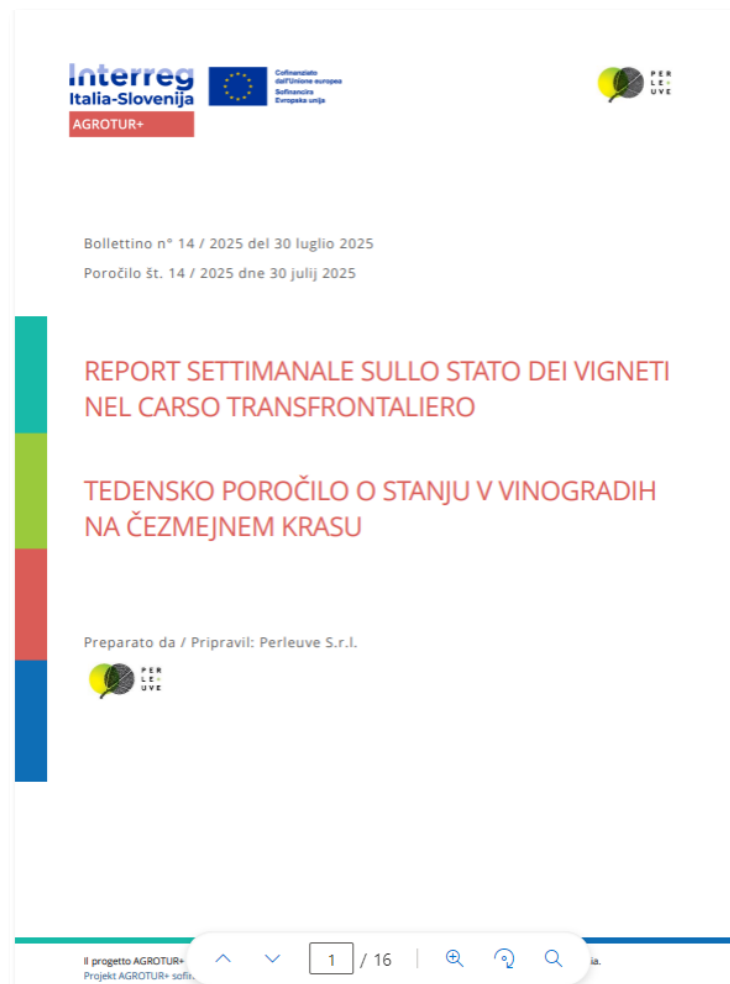 Interreg
Italia-Slovenija
Cofinanziato
dall'Unione europea
Sofinancira
Evropska unija
AGROTUR+
PER
LE·
UVE
Bollettino n° 14 / 2025 del 30 luglio 2025
Poročilo št. 14 / 2025 dne 30 julij 2025
REPORT SETTIMANALE SULLO STATO DEI VIGNETI
NEL CARSO TRANSFRONTALIERO
TEDENSKO POROČILO O STANJU V VINOGRADIH
NA ČEZMEJNEM KRASU
Preparato da / Pripravil: Perleuve S.r.l.
PER
LE·
UVE
Il progetto AGROTUR+
Projekt AGROTUR+
1 / 16